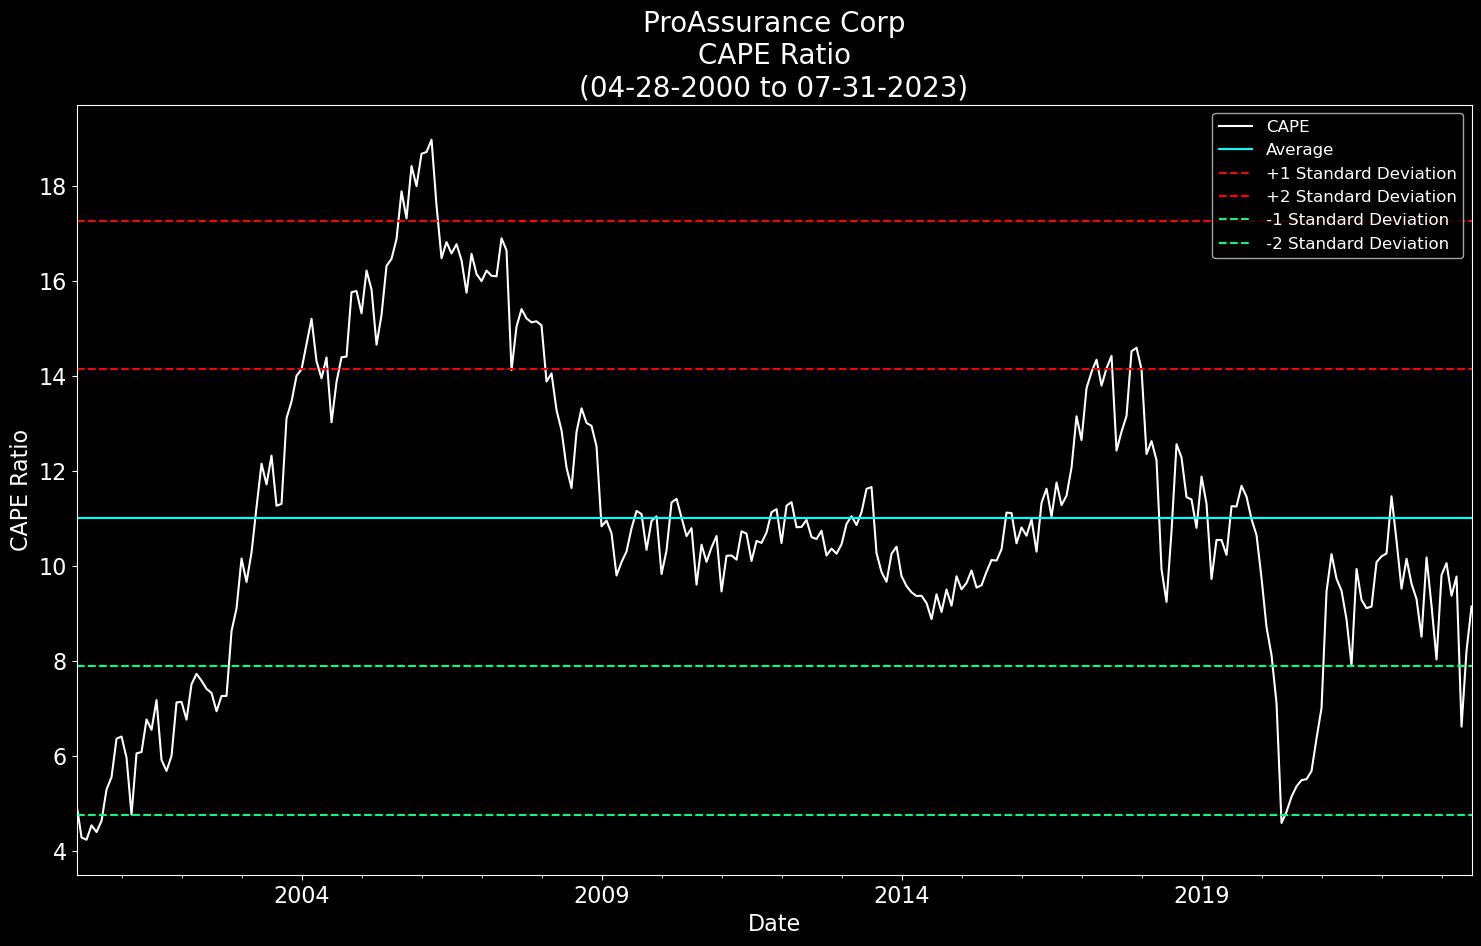 ProAssurance Corp
CAPE Ratio
(04-28-2000 to 07-31-2023)
CAPE
Average
+1 Standard Deviation
+2 Standard Deviation
-1 Standard Deviation
-2 Standard Deviation
CAPE Ratio
18
16
14
12
10
8
6
4
2004
2009
2014
2019
Date